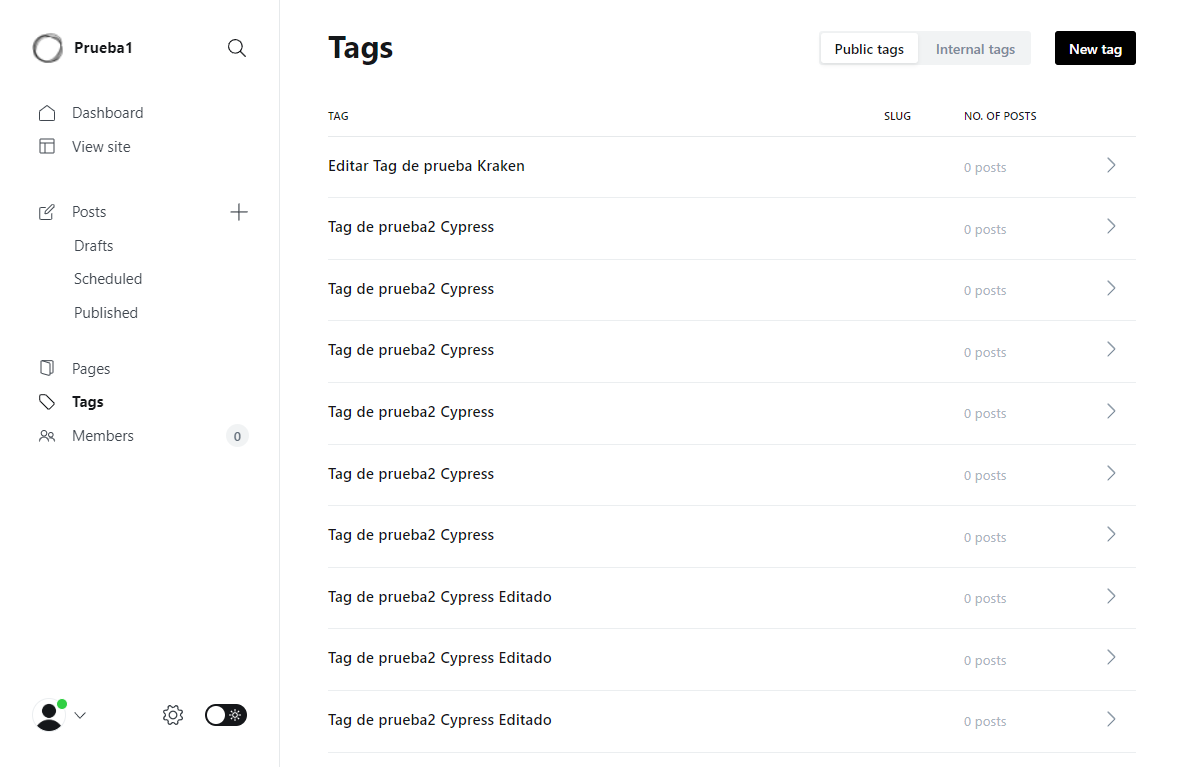 Prueba1
Dashboard
View site
Posts
Drafts
Scheduled
Published
Pages
Tags
Members 0
Tags
Public tags Internal tags New tag
TAG SLUG NO. OF POSTS
Editar Tag de prueba Kraken 0 posts
Tag de prueba2 Cypress 0 posts
Tag de prueba2 Cypress 0 posts
Tag de prueba2 Cypress 0 posts
Tag de prueba2 Cypress 0 posts
Tag de prueba2 Cypress 0 posts
Tag de prueba2 Cypress 0 posts
Tag de prueba2 Cypress Editado 0 posts
Tag de prueba2 Cypress Editado 0 posts
Tag de prueba2 Cypress Editado 0 posts